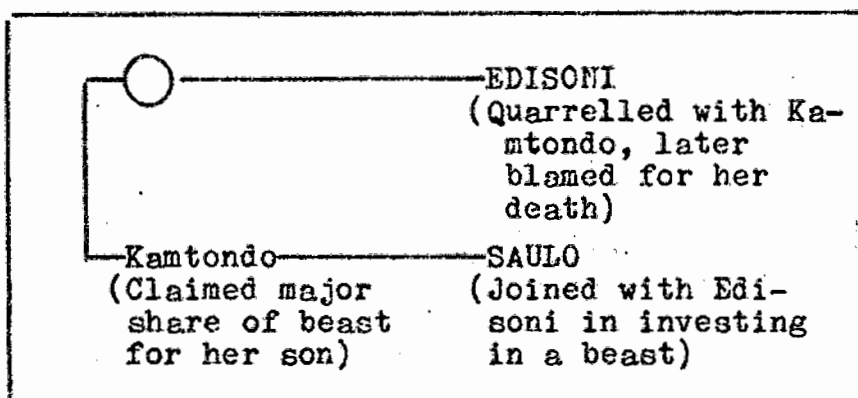 EDISONI
(Quarrelled with Ka-
mtondo, later
blamed for her
death)
Kamtondo
(Claimed major
share of beast
for her son)
SAULO
(Joined with Edi-
soni in investing
in a beast)